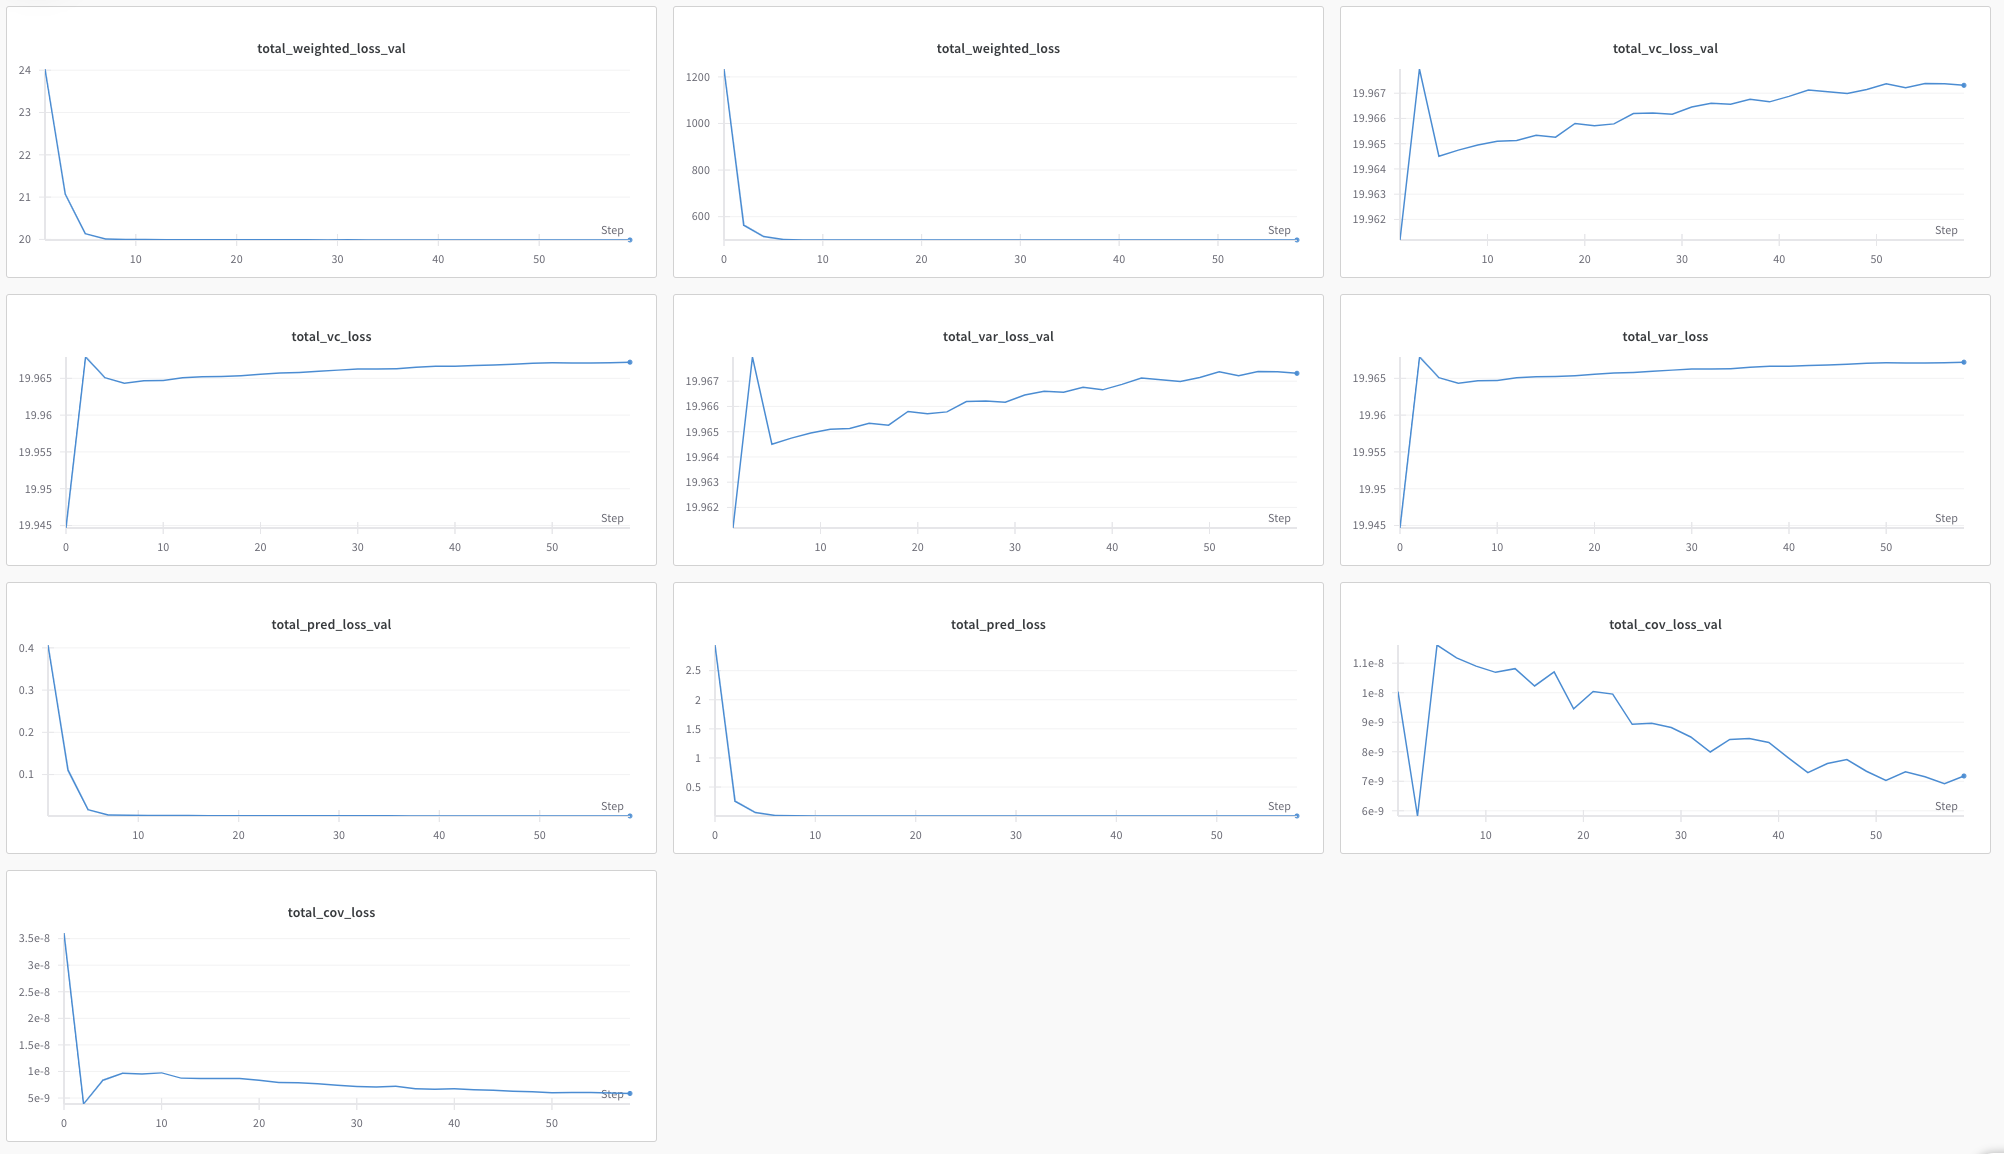 total_weighted_loss_val
24
23
22
21
20
Step
10 20 30 40 50
total_weighted_loss
1200
1000
800
600
Step
0 10 20 30 40 50
total_vc_loss_val
19.967
19.966
19.965
19.964
19.963
19.962
Step
10 20 30 40 50
total_vc_loss
19.965
19.96
19.955
19.95
19.945
Step
0 10 20 30 40 50
total_var_loss_val
19.967
19.966
19.965
19.964
19.963
19.962
Step
10 20 30 40 50
total_var_loss
19.965
19.96
19.955
19.95
19.945
Step
0 10 20 30 40 50
total_pred_loss_val
0.4
0.3
0.2
0.1
Step
10 20 30 40 50
total_pred_loss
2.5
2
1.5
1
0.5
Step
0 10 20 30 40 50
total_cov_loss_val
1.1e-8
1e-8
9e-9
8e-9
7e-9
6e-9
Step
10 20 30 40 50
total_cov_loss
3.5e-8
3e-8
2.5e-8
2e-8
1.5e-8
1e-8
5e-9
Step
0 10 20 30 40 50